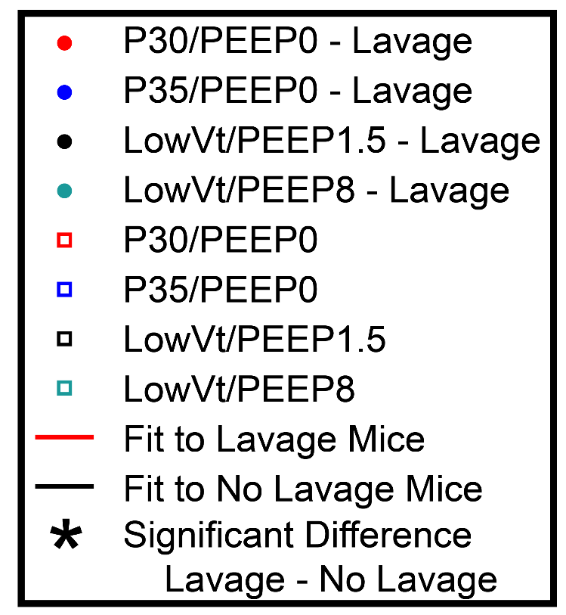 P30/PEEP0 - Lavage
P35/PEEP0 - Lavage
LowVt/PEEP1.5 - Lavage
LowVt/PEEP8 - Lavage
P30/PEEP0
P35/PEEP0
LowVt/PEEP1.5
LowVt/PEEP8
Fit to Lavage Mice
Fit to No Lavage Mice
* Significant Difference
Lavage - No Lavage